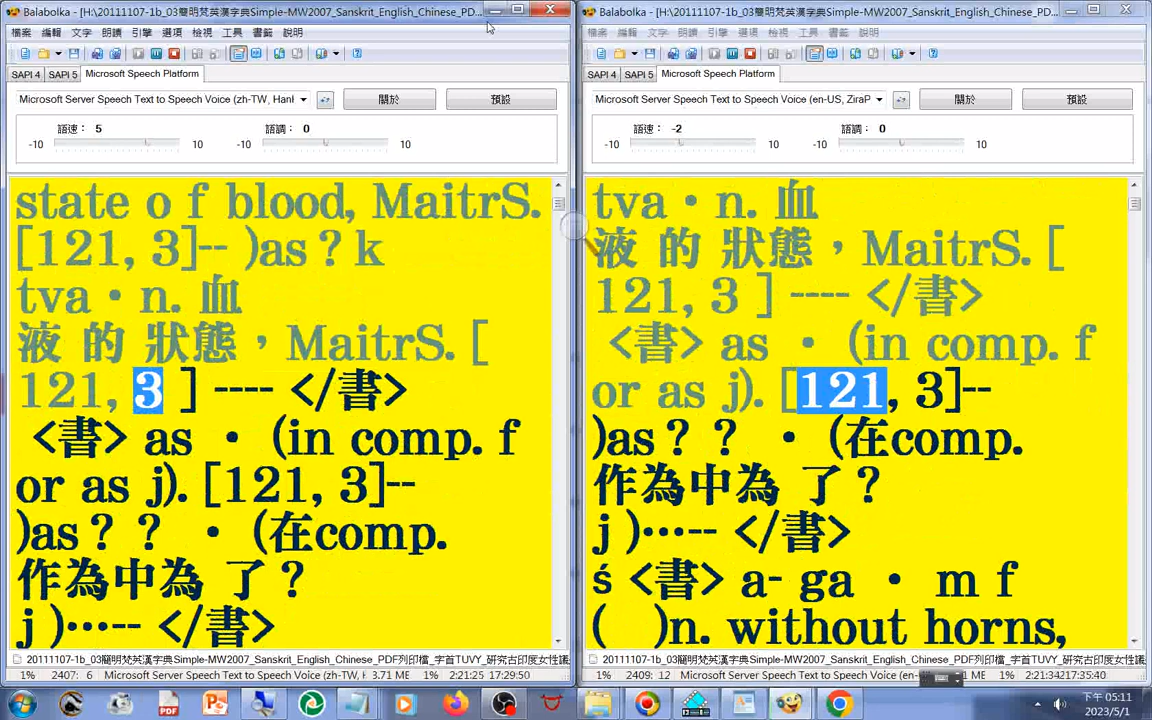 Balabolka - [H:\20111107-1b_03簡明梵英漢字典Simple-MW2007_Sanskrit_English_Chinese_PD...
檔案 編輯 文字 朗讀 引擎 選項 檢視 工具 書籤 說明
SAPI 4 SAPI 5 Microsoft Speech Platform
Microsoft Server Speech Text to Speech Voice (zh-TW, Hanl
關於 預設
語速: 5 語調: 0
-10 10 -10 10
state o f blood, MaitrS.
[121, 3]-- )as？k
tva・n. 血
液 的 狀態，MaitrS. [
121, 3 ] ---- </書>
<書> as ・ (in comp. f
or as j). [121, 3]--
)as？？ ・ (在comp.
作為中為 了？
j )…-- </書>
20111107-1b_03簡明梵英漢字典Simple-MW2007_Sanskrit_English_Chinese_PDF列印檔_字首TUVY_研究古印度女性議
1% 2407: 6 Microsoft Server Speech Text to Speech Voice (zh-TW, H 3.71 ME 1% 2:21:25 17:29:50
Balabolka - [H:\20111107-1b_03簡明梵英漢字典Simple-MW2007_Sanskrit_English_Chinese_PD...
檔案 編輯 文字 朗讀 引擎 選項 檢視 工具 書籤 說明
SAPI 4 SAPI 5 Microsoft Speech Platform
Microsoft Server Speech Text to Speech Voice (en-US, ZiraP
關於 預設
語速: -2 語調: 0
-10 10 -10 10
tva・n. 血
液 的 狀態，MaitrS. [
121, 3 ] ---- </書>
<書> as ・ (in comp. f
or as j). [121, 3]--
)as？？ ・ (在comp.
作為中為 了？
j )…-- </書>
ś <書> a- ga ・ m f
( )n. without horns,
20111107-1b_03簡明梵英漢字典Simple-MW2007_Sanskrit_English_Chinese_PDF列印檔_字首TUVY_研究古印度女性議
1% 2409: 12 Microsoft Server Speech Text to Speech Voice (en-US, 1% 2:21:34 17:35:40
下午 05:11
2023/5/1